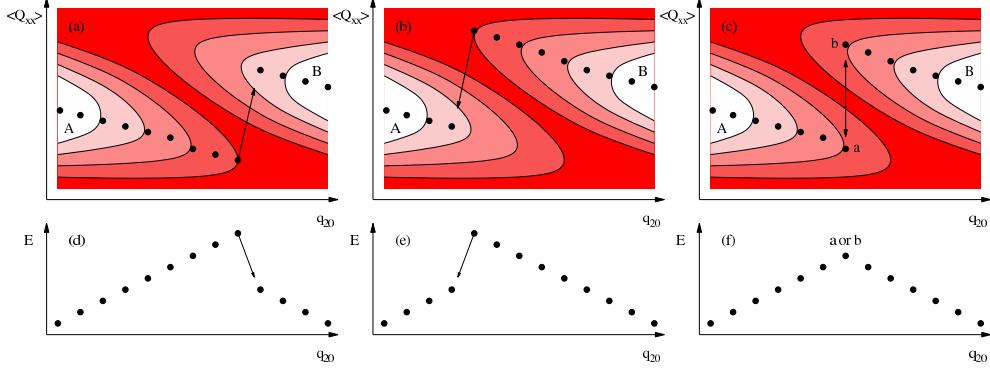 <Qxx> (a) A B q20
<Qxx> (b) A B q20
<Qxx> (c) b a A B q20
E (d) q20
E (e) q20
E (f) a or b q20